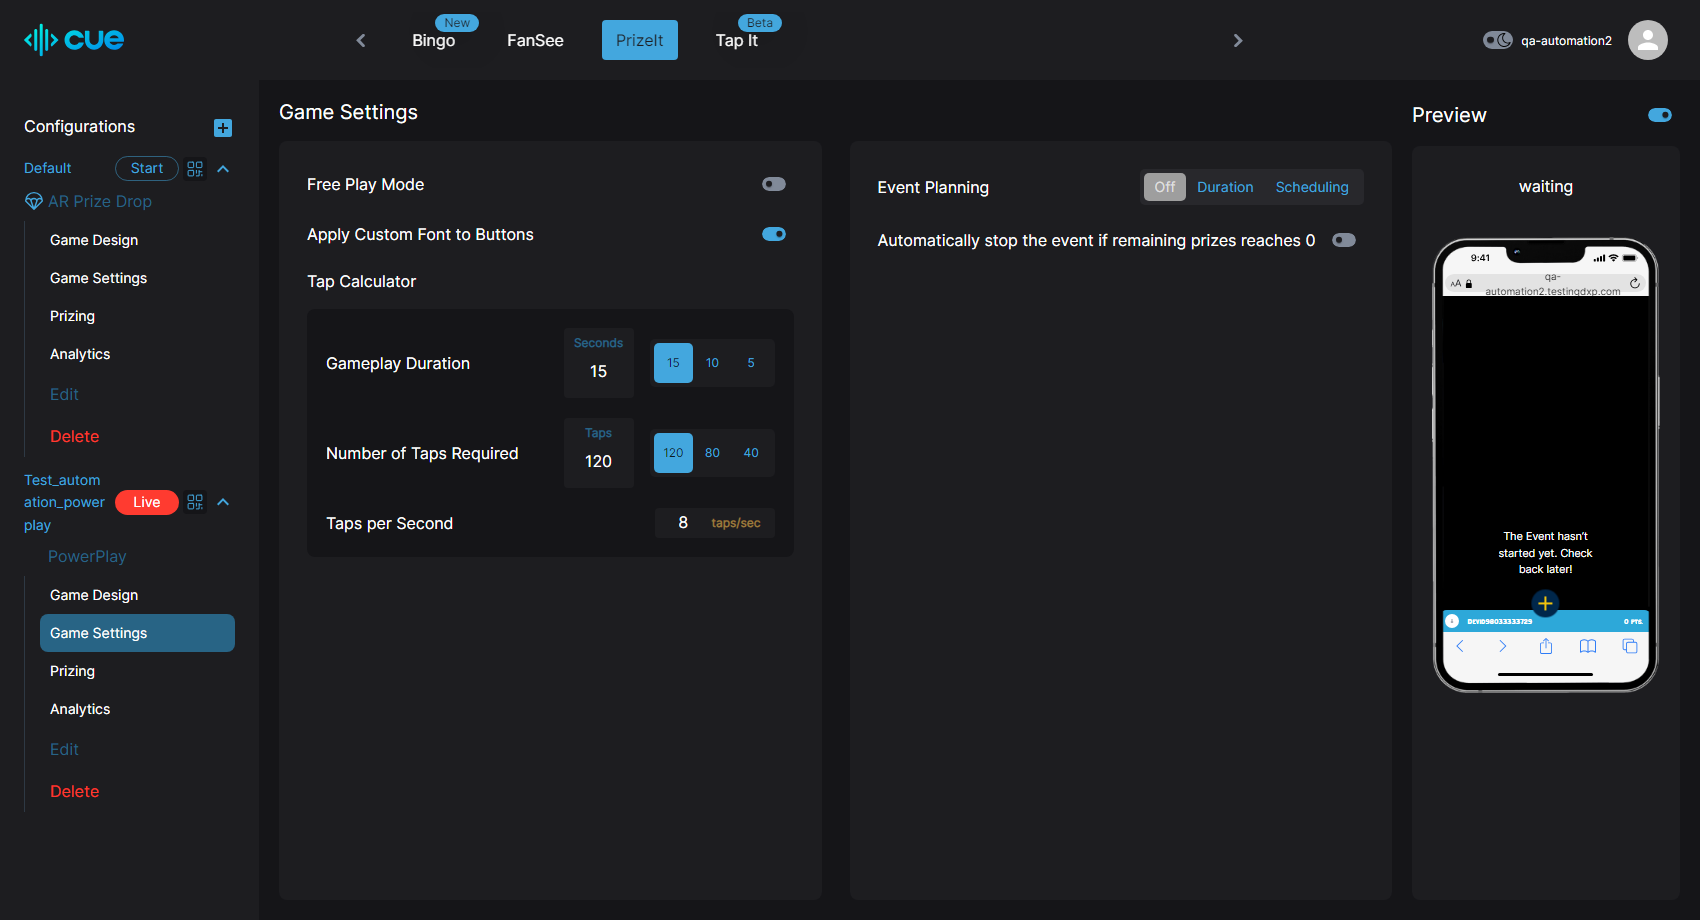 cue
New
Bingo
FanSee
PrizeIt
Beta
Tap It
qa-automation2
Configurations
Default
Start
AR Prize Drop
Game Design
Game Settings
Prizing
Analytics
Edit
Delete
Test_autom
ation_power
play
Live
PowerPlay
Game Design
Game Settings
Prizing
Analytics
Edit
Delete
Game Settings
Free Play Mode
Apply Custom Font to Buttons
Tap Calculator
Gameplay Duration
Seconds
15
15 10 5
Number of Taps Required
Taps
120
120 80 40
Taps per Second
8 taps/sec
Event Planning
Off Duration Scheduling
Automatically stop the event if remaining prizes reaches 0
Preview
waiting
9:41
AA
qa-
automation2.testingdxp.com
The Event hasn't
started yet. Check
back later!
0 PTS.